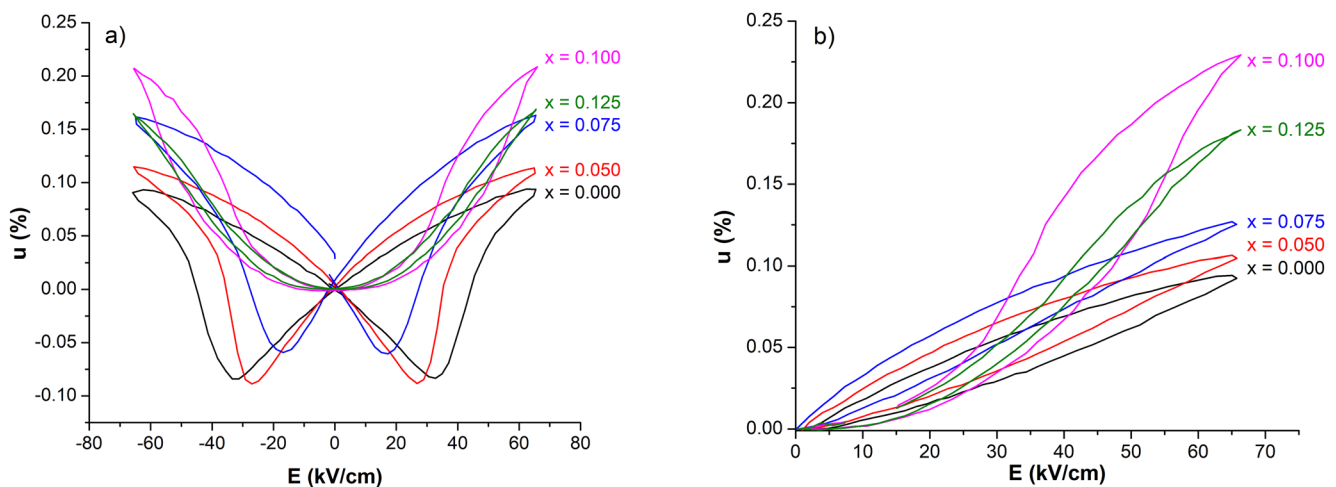 a)
0.25
0.20
0.15
0.10
0.05
0.00
-0.05
-0.10
u (%)
-80 -60 -40 -20 0 20 40 60 80
E (kV/cm)
x = 0.100
x = 0.125
x = 0.075
x = 0.050
x = 0.000
b)
0.25
0.20
0.15
0.10
0.05
0.00
u (%)
0 10 20 30 40 50 60 70
E (kV/cm)
x = 0.100
x = 0.125
x = 0.075
x = 0.050
x = 0.000